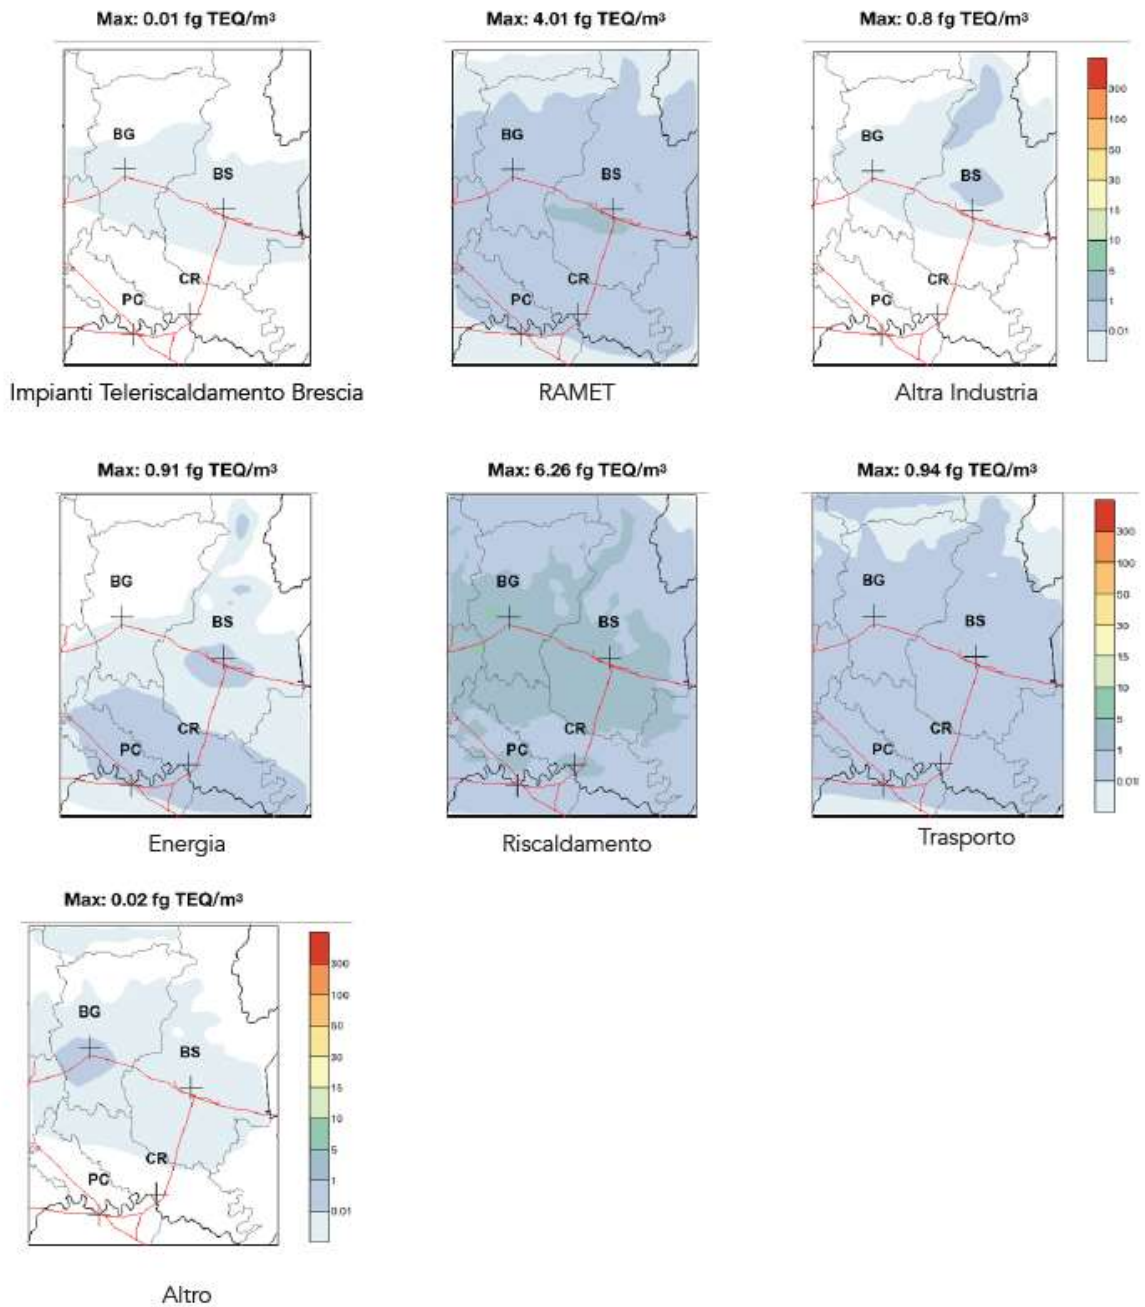 Max: 0.01 fg TEQ/m³
Max: 4.01 fg TEQ/m³
Max: 0.8 fg TEQ/m³
BG
BS
CR
PC
BG
BS
CR
PC
BG
BS
CR
PC
300
100
50
30
15
10
5
1
0.01
Impianti Teleriscaldamento Brescia
RAMET
Altra Industria
Max: 0.91 fg TEQ/m³
Max: 6.26 fg TEQ/m³
Max: 0.94 fg TEQ/m³
BG
BS
CR
PC
BG
BS
CR
PC
BG
BS
CR
PC
300
100
50
30
15
10
5
1
0.01
Energia
Riscaldamento
Trasporto
Max: 0.02 fg TEQ/m³
BG
BS
CR
PC
300
100
50
30
15
10
5
1
0.01
Altro